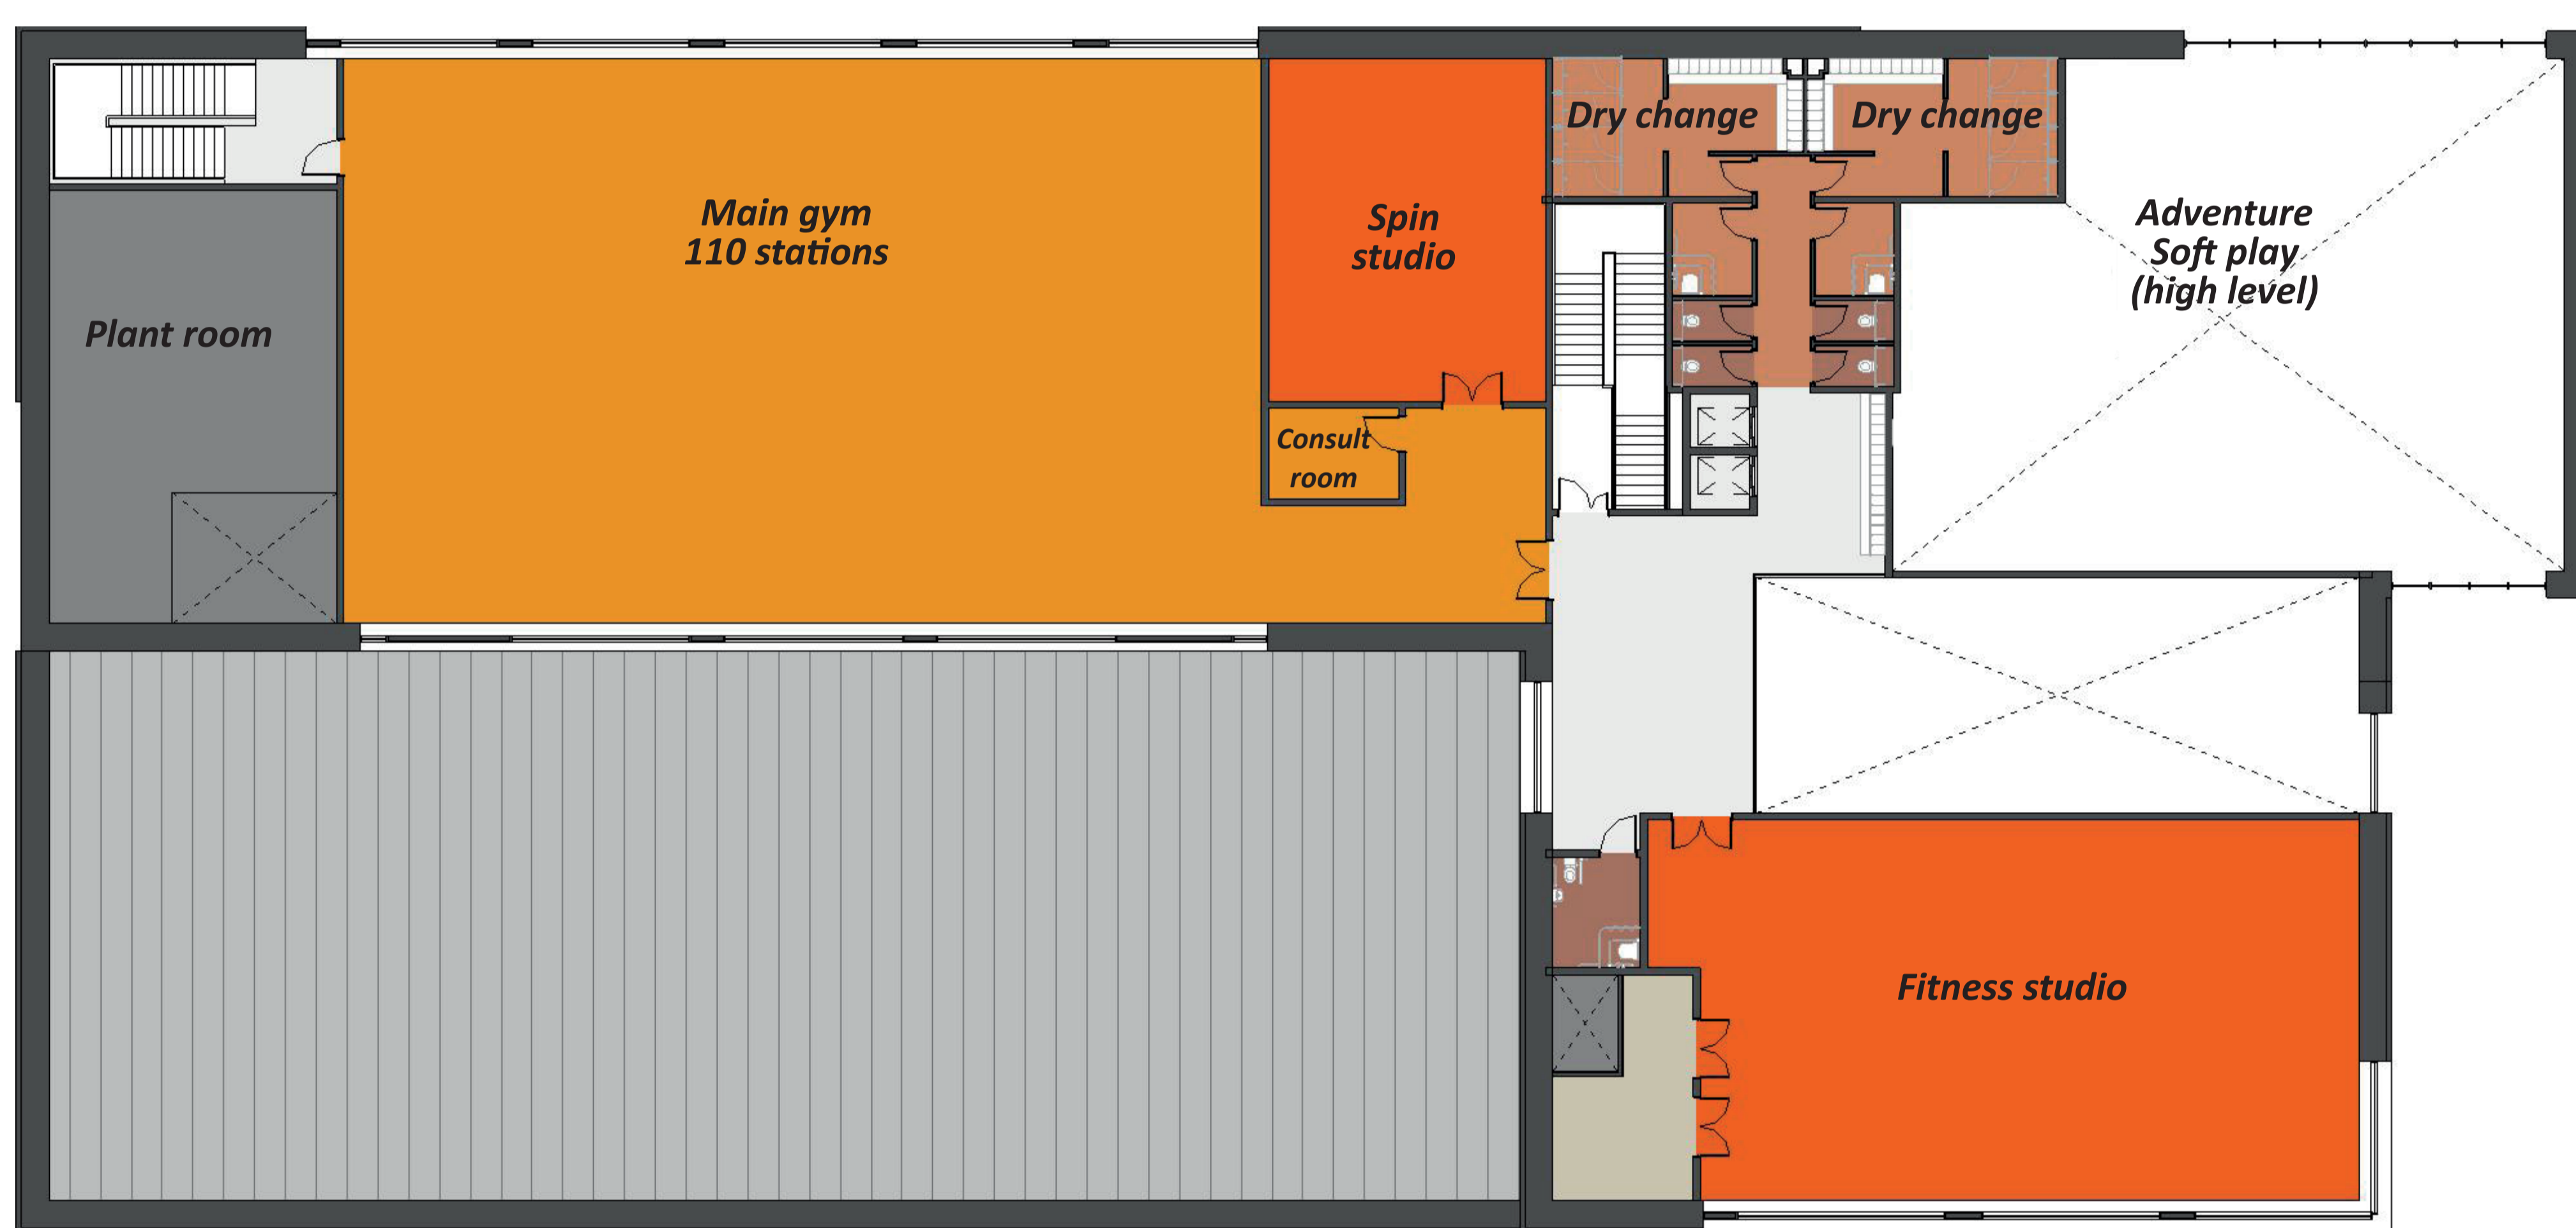 Dry change
Dry change
Main gym
110 stations
Spin
studio
Adventure
Soft play
(high level)
Plant room
Consult
room
Fitness studio